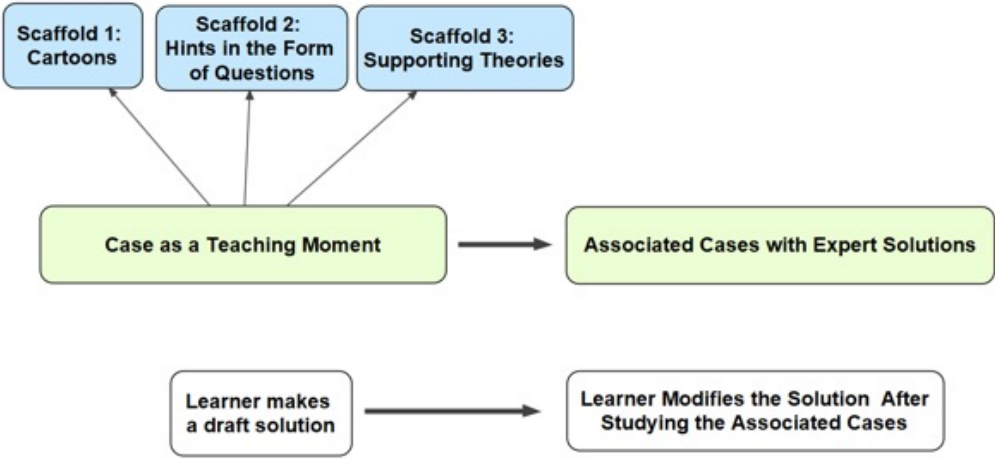 Scaffold 1:
Cartoons
Scaffold 2:
Hints in the Form
of Questions
Scaffold 3:
Supporting Theories
Case as a Teaching Moment
Associated Cases with Expert Solutions
Learner makes
a draft solution
Learner Modifies the Solution After
Studying the Associated Cases